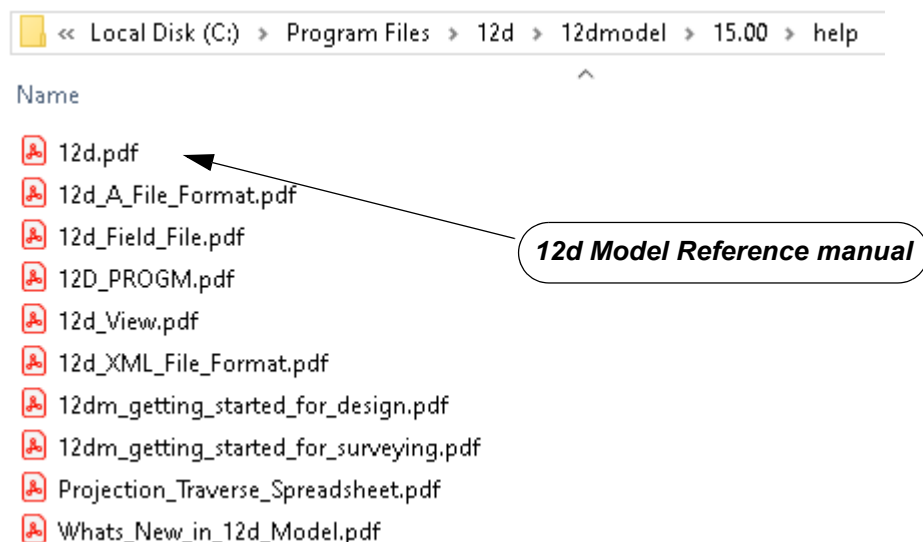 « Local Disk (C:) > Program Files > 12d > 12dmodel > 15.00 > help
Name
12d.pdf
12d_A_File_Format.pdf
12d_Field_File.pdf
12d Model Reference manual
12D_PROGM.pdf
12d_View.pdf
12d_XML_File_Format.pdf
12dm_getting_started_for_design.pdf
12dm_getting_started_for_surveying.pdf
Projection_Traverse_Spreadsheet.pdf
Whats_New_in_12d_Model.pdf